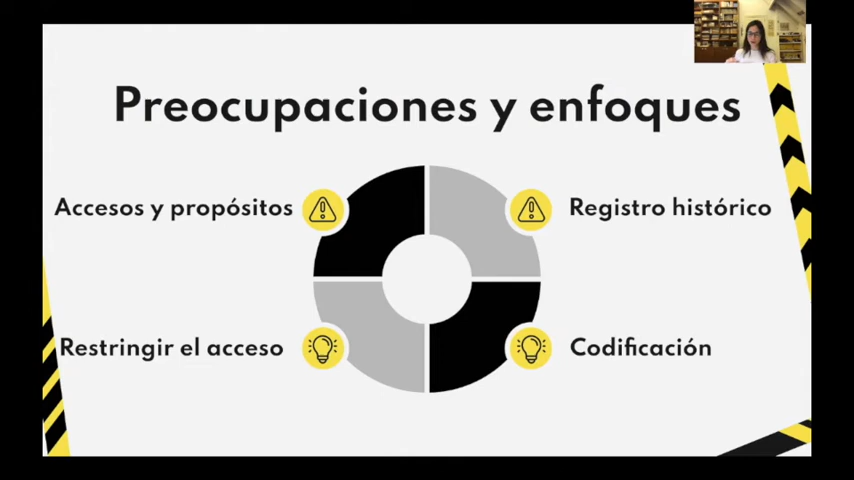 Preocupaciones y enfoques
Accesos y propósitos
Registro histórico
Restringir el acceso
Codificación